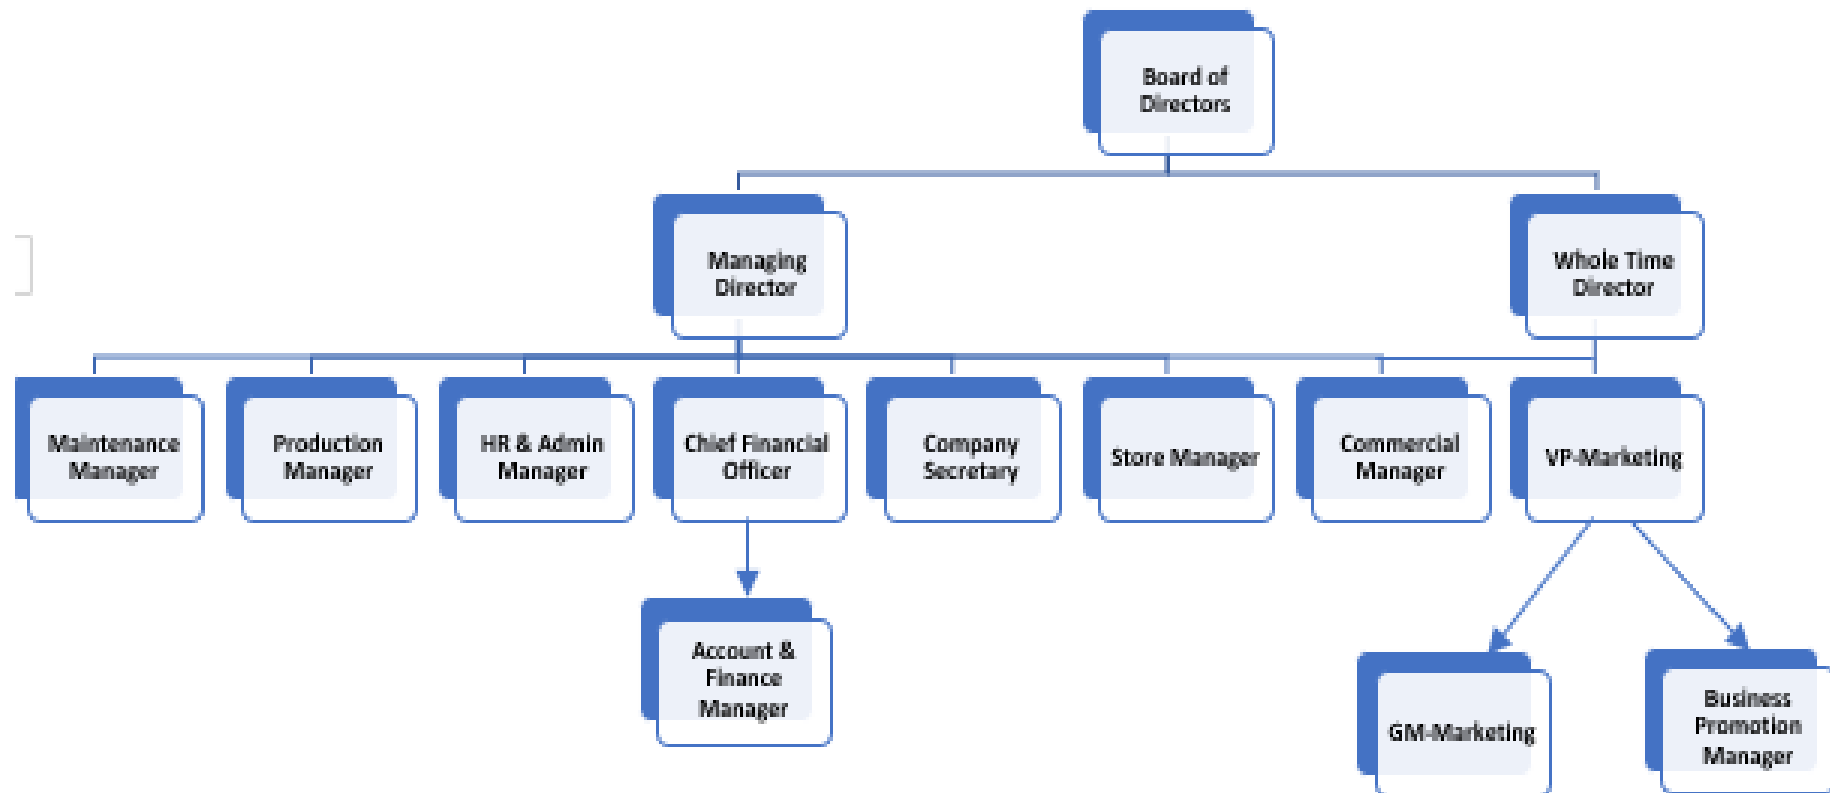 Board of
Directors
Managing
Director
Whole Time
Director
Maintenance
Manager
Production
Manager
HR & Admin
Manager
Chief Financial
Officer
Company
Secretary
Store Manager
Commercial
Manager
VP-Marketing
Account &
Finance
Manager
GM-Marketing
Business
Promotion
Manager